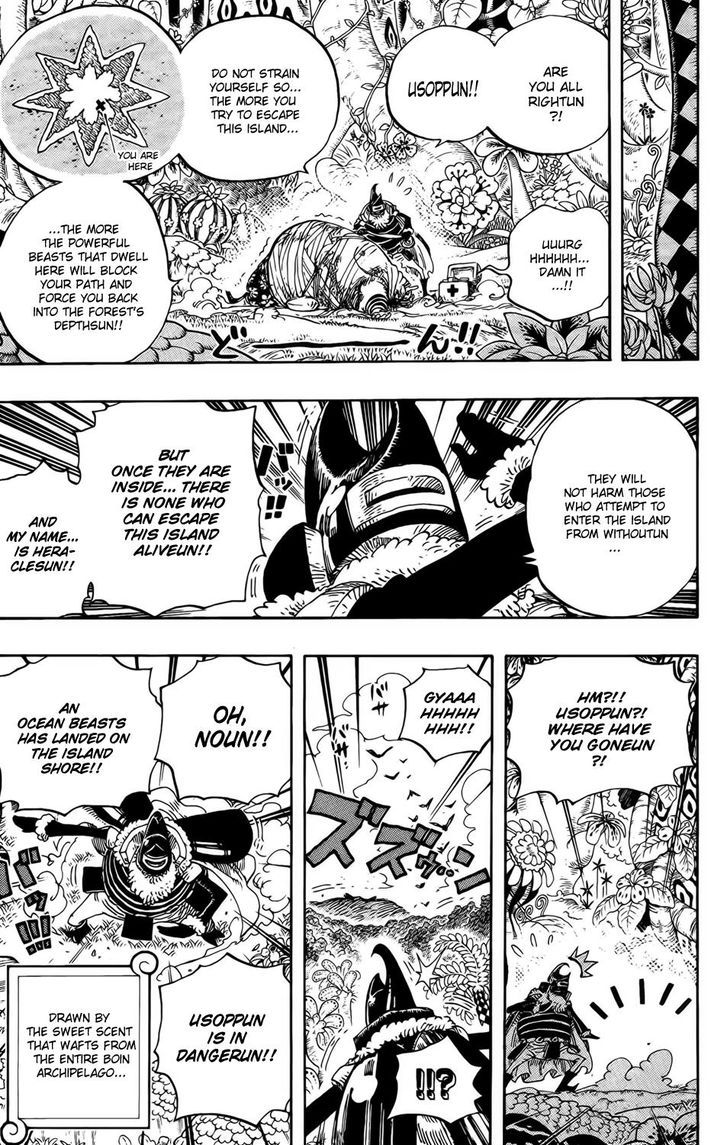 ARE
YOU ALL
RIGHTUN
?!
USOPPUN!!
UUURG
HHHHHH...
DAMN IT
...!!
DO NOT STRAIN
YOURSELF SO...
THE MORE YOU
TRY TO ESCAPE
THIS ISLAND...
YOU ARE
HERE
...THE MORE
THE POWERFUL
BEASTS THAT DWELL
HERE WILL BLOCK
YOUR PATH AND
FORCE YOU BACK
INTO THE FOREST'S
DEPTHSUN!!
ど
ーん!!
THEY WILL
NOT HARM THOSE
WHO ATTEMPT TO
ENTER THE ISLAND
FROM WITHOUTUN
...
バッ!!
BUT
ONCE THEY ARE
INSIDE... THERE
IS NONE WHO
CAN ESCAPE
THIS ISLAND
ALIVEUN!!
AND
MY NAME...
IS HERA-
CLESUN!!
HM?!!
USOPPUN?!
WHERE HAVE
YOU GONEUN
?!
GYAAA
HHHHH
HHH!!
ズズゥ...ン
!!?
OH,
NOUN!!
AN
OCEAN BEASTS
HAS LANDED ON
THE ISLAND
SHORE!!
USOPPUN
IS IN
DANGERUN!!
DRAWN BY
THE SWEET SCENT
THAT WAFTS FROM
THE ENTIRE BOIN
ARCHIPELAGO...